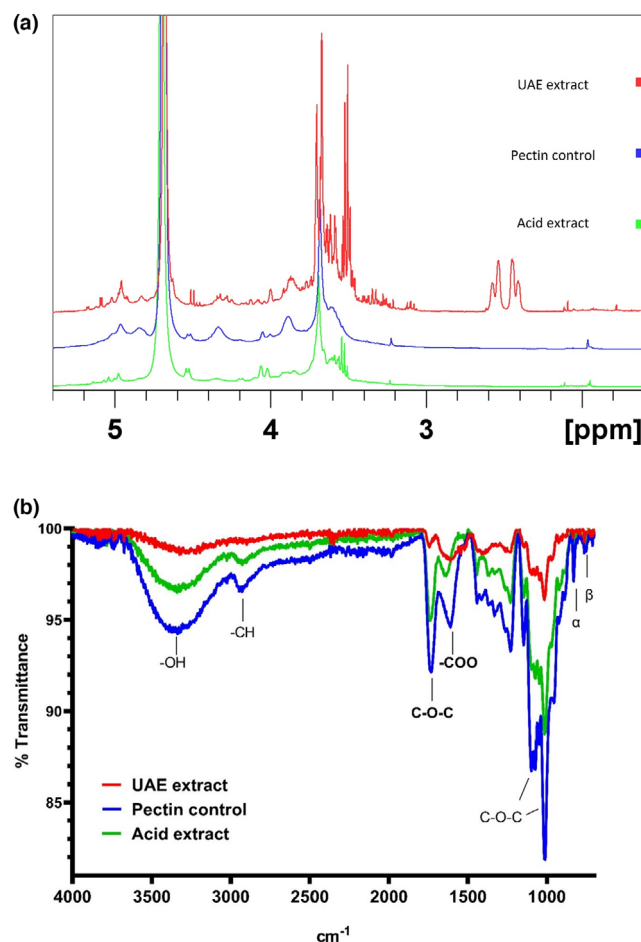 (a)
UAE extract
Pectin control
Acid extract
5 4 3 [ppm]
(b)
100
95
90
85
% Transmittance
-OH
-CH
-COO
C-O-C
C-O-C
α
β
UAE extract
Pectin control
Acid extract
4000 3500 3000 2500 2000 1500 1000
cm-1